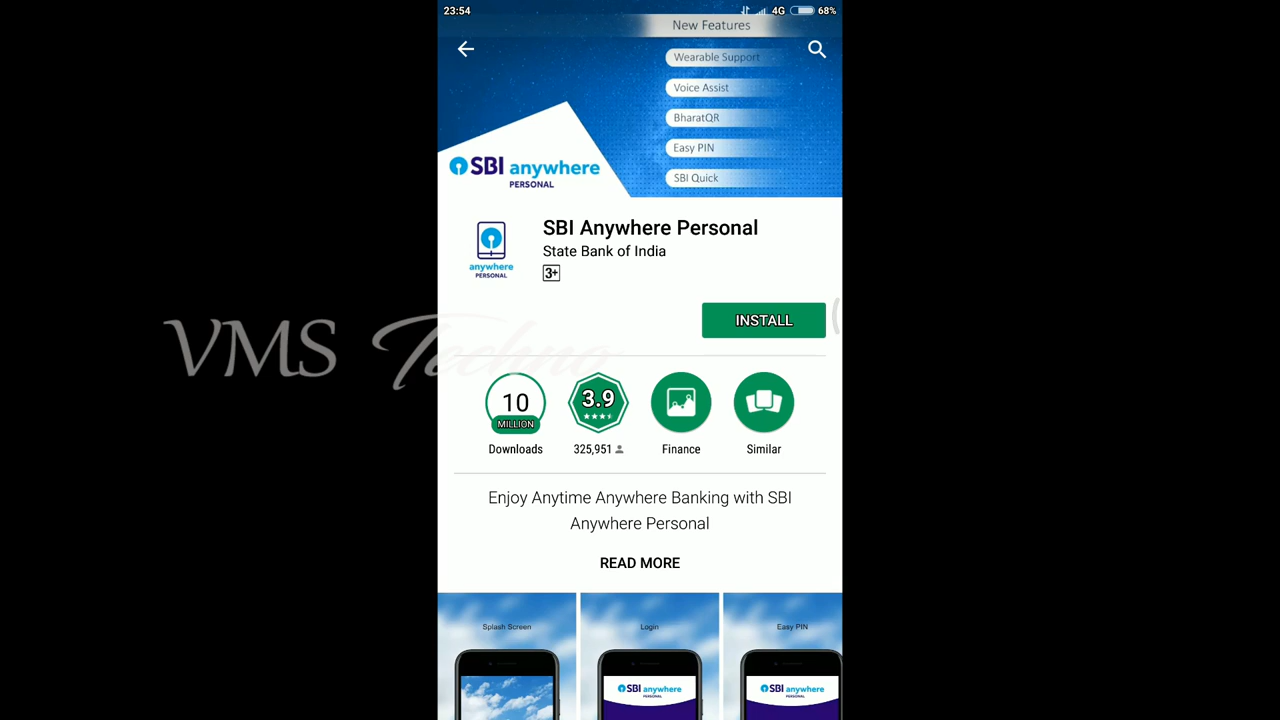 23:54
4G
68%
New Features
Wearable Support
Voice Assist
BharatQR
Easy PIN
SBI Quick
SBI anywhere
PERSONAL
SBI Anywhere Personal
State Bank of India
3+
anywhere
PERSONAL
INSTALL
VMS Techno
10
MILLION
3.9
Downloads
325,951
Finance
Similar
Enjoy Anytime Anywhere Banking with SBI
Anywhere Personal
READ MORE
Splash Screen
Login
Easy PIN
SBI anywhere
PERSONAL
SBI anywhere
PERSONAL